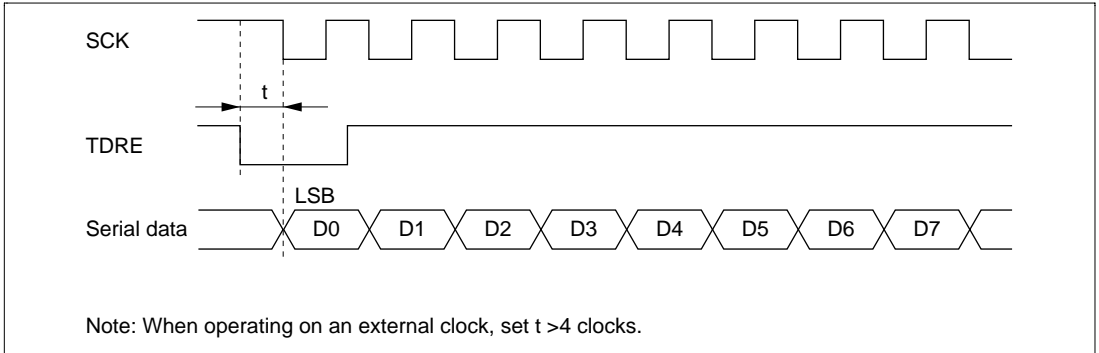 SCK
t
TDRE
LSB
Serial data D0 D1 D2 D3 D4 D5 D6 D7
Note: When operating on an external clock, set t >4 clocks.